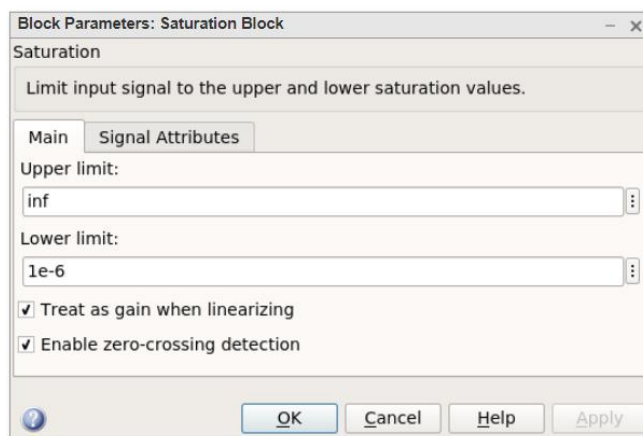 Block Parameters: Saturation Block
Saturation
Limit input signal to the upper and lower saturation values.
Main Signal Attributes
Upper limit:
inf
Lower limit:
1e-6
Treat as gain when linearizing
Enable zero-crossing detection
? OK Cancel Help Apply